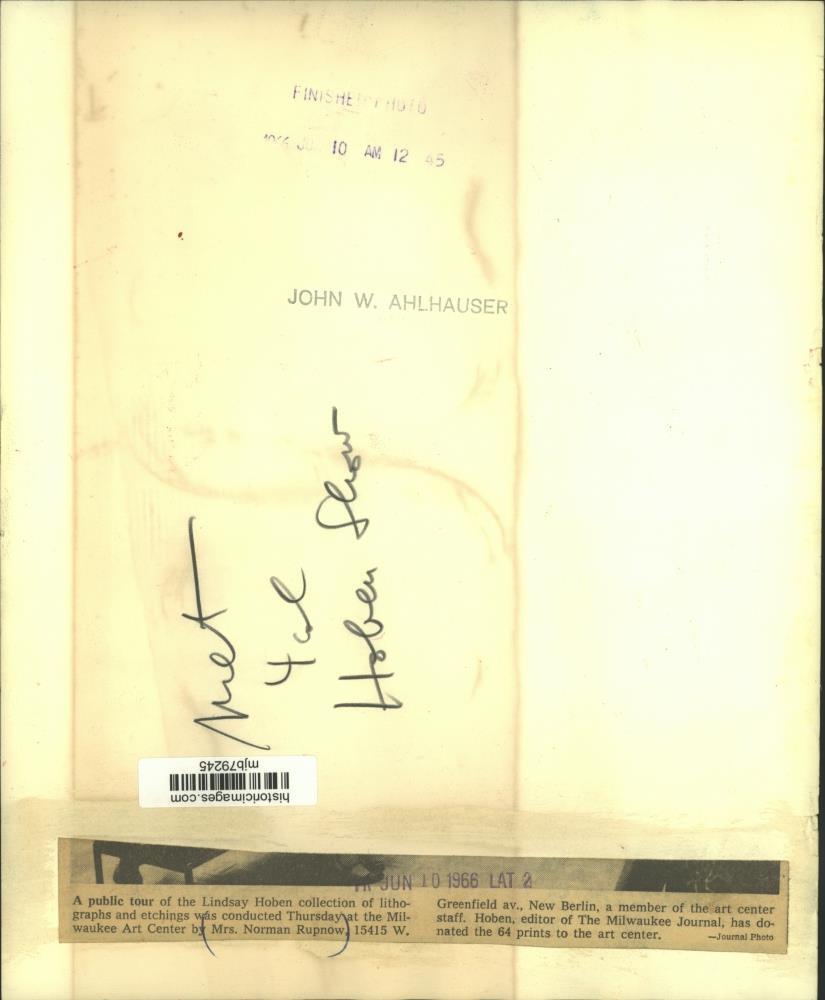 FINISHED PHOTO
1966 JUN 10 AM 12 45
JOHN W. AHLHAUSER
Met
4 col
Hoben Show
historicimages.com
mjb79245
JUN 10 1966 LAT 2
A public tour of the Lindsay Hoben collection of litho-
graphs and etchings was conducted Thursday at the Mil-
waukee Art Center by (Mrs. Norman Rupnow,) 15415 W.
Greenfield av., New Berlin, a member of the art center
staff. Hoben, editor of The Milwaukee Journal, has do-
nated the 64 prints to the art center.
—Journal Photo